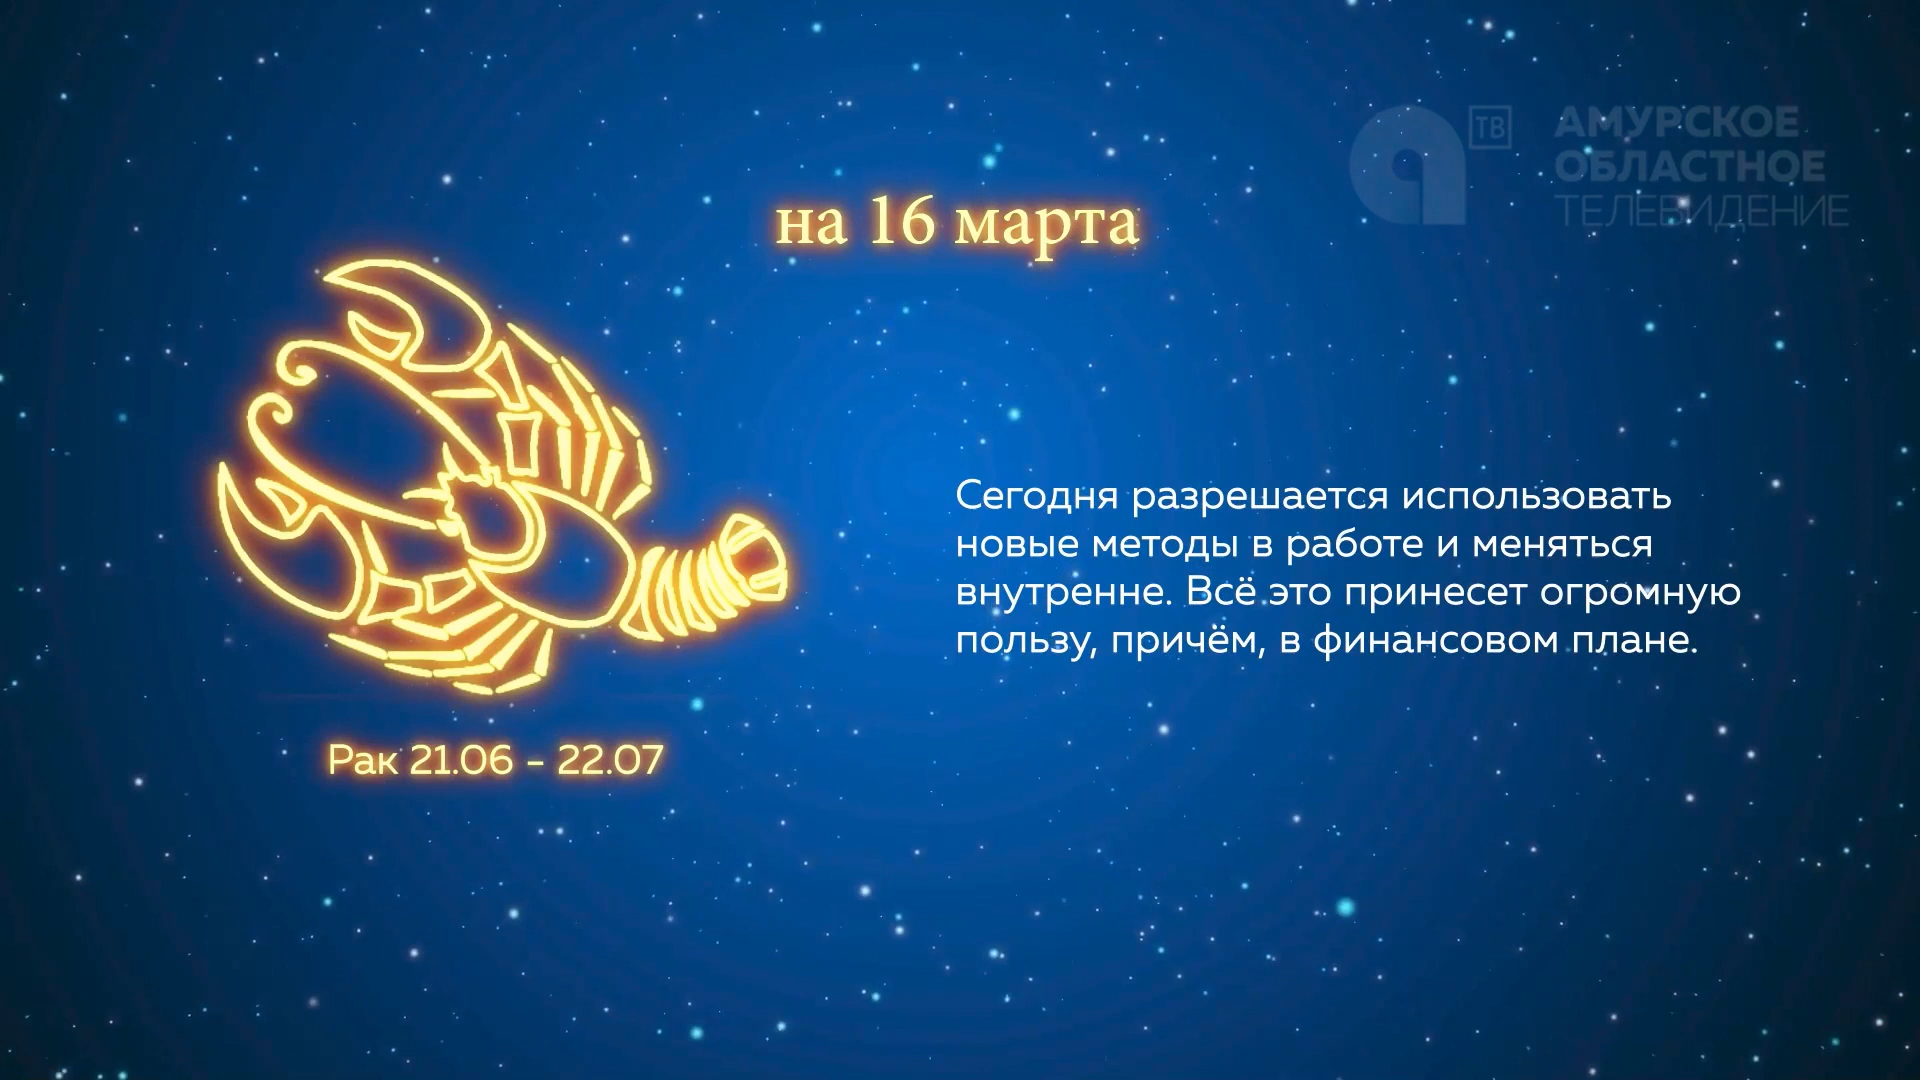 ТВ
АМУРСКОЕ
ОБЛАСТНОЕ
ТЕЛЕВИДЕНИЕ
на 16 марта
Сегодня разрешается использовать
новые методы в работе и меняться
внутренне. Всё это принесет огромную
пользу, причём, в финансовом плане.
Рак 21.06 - 22.07